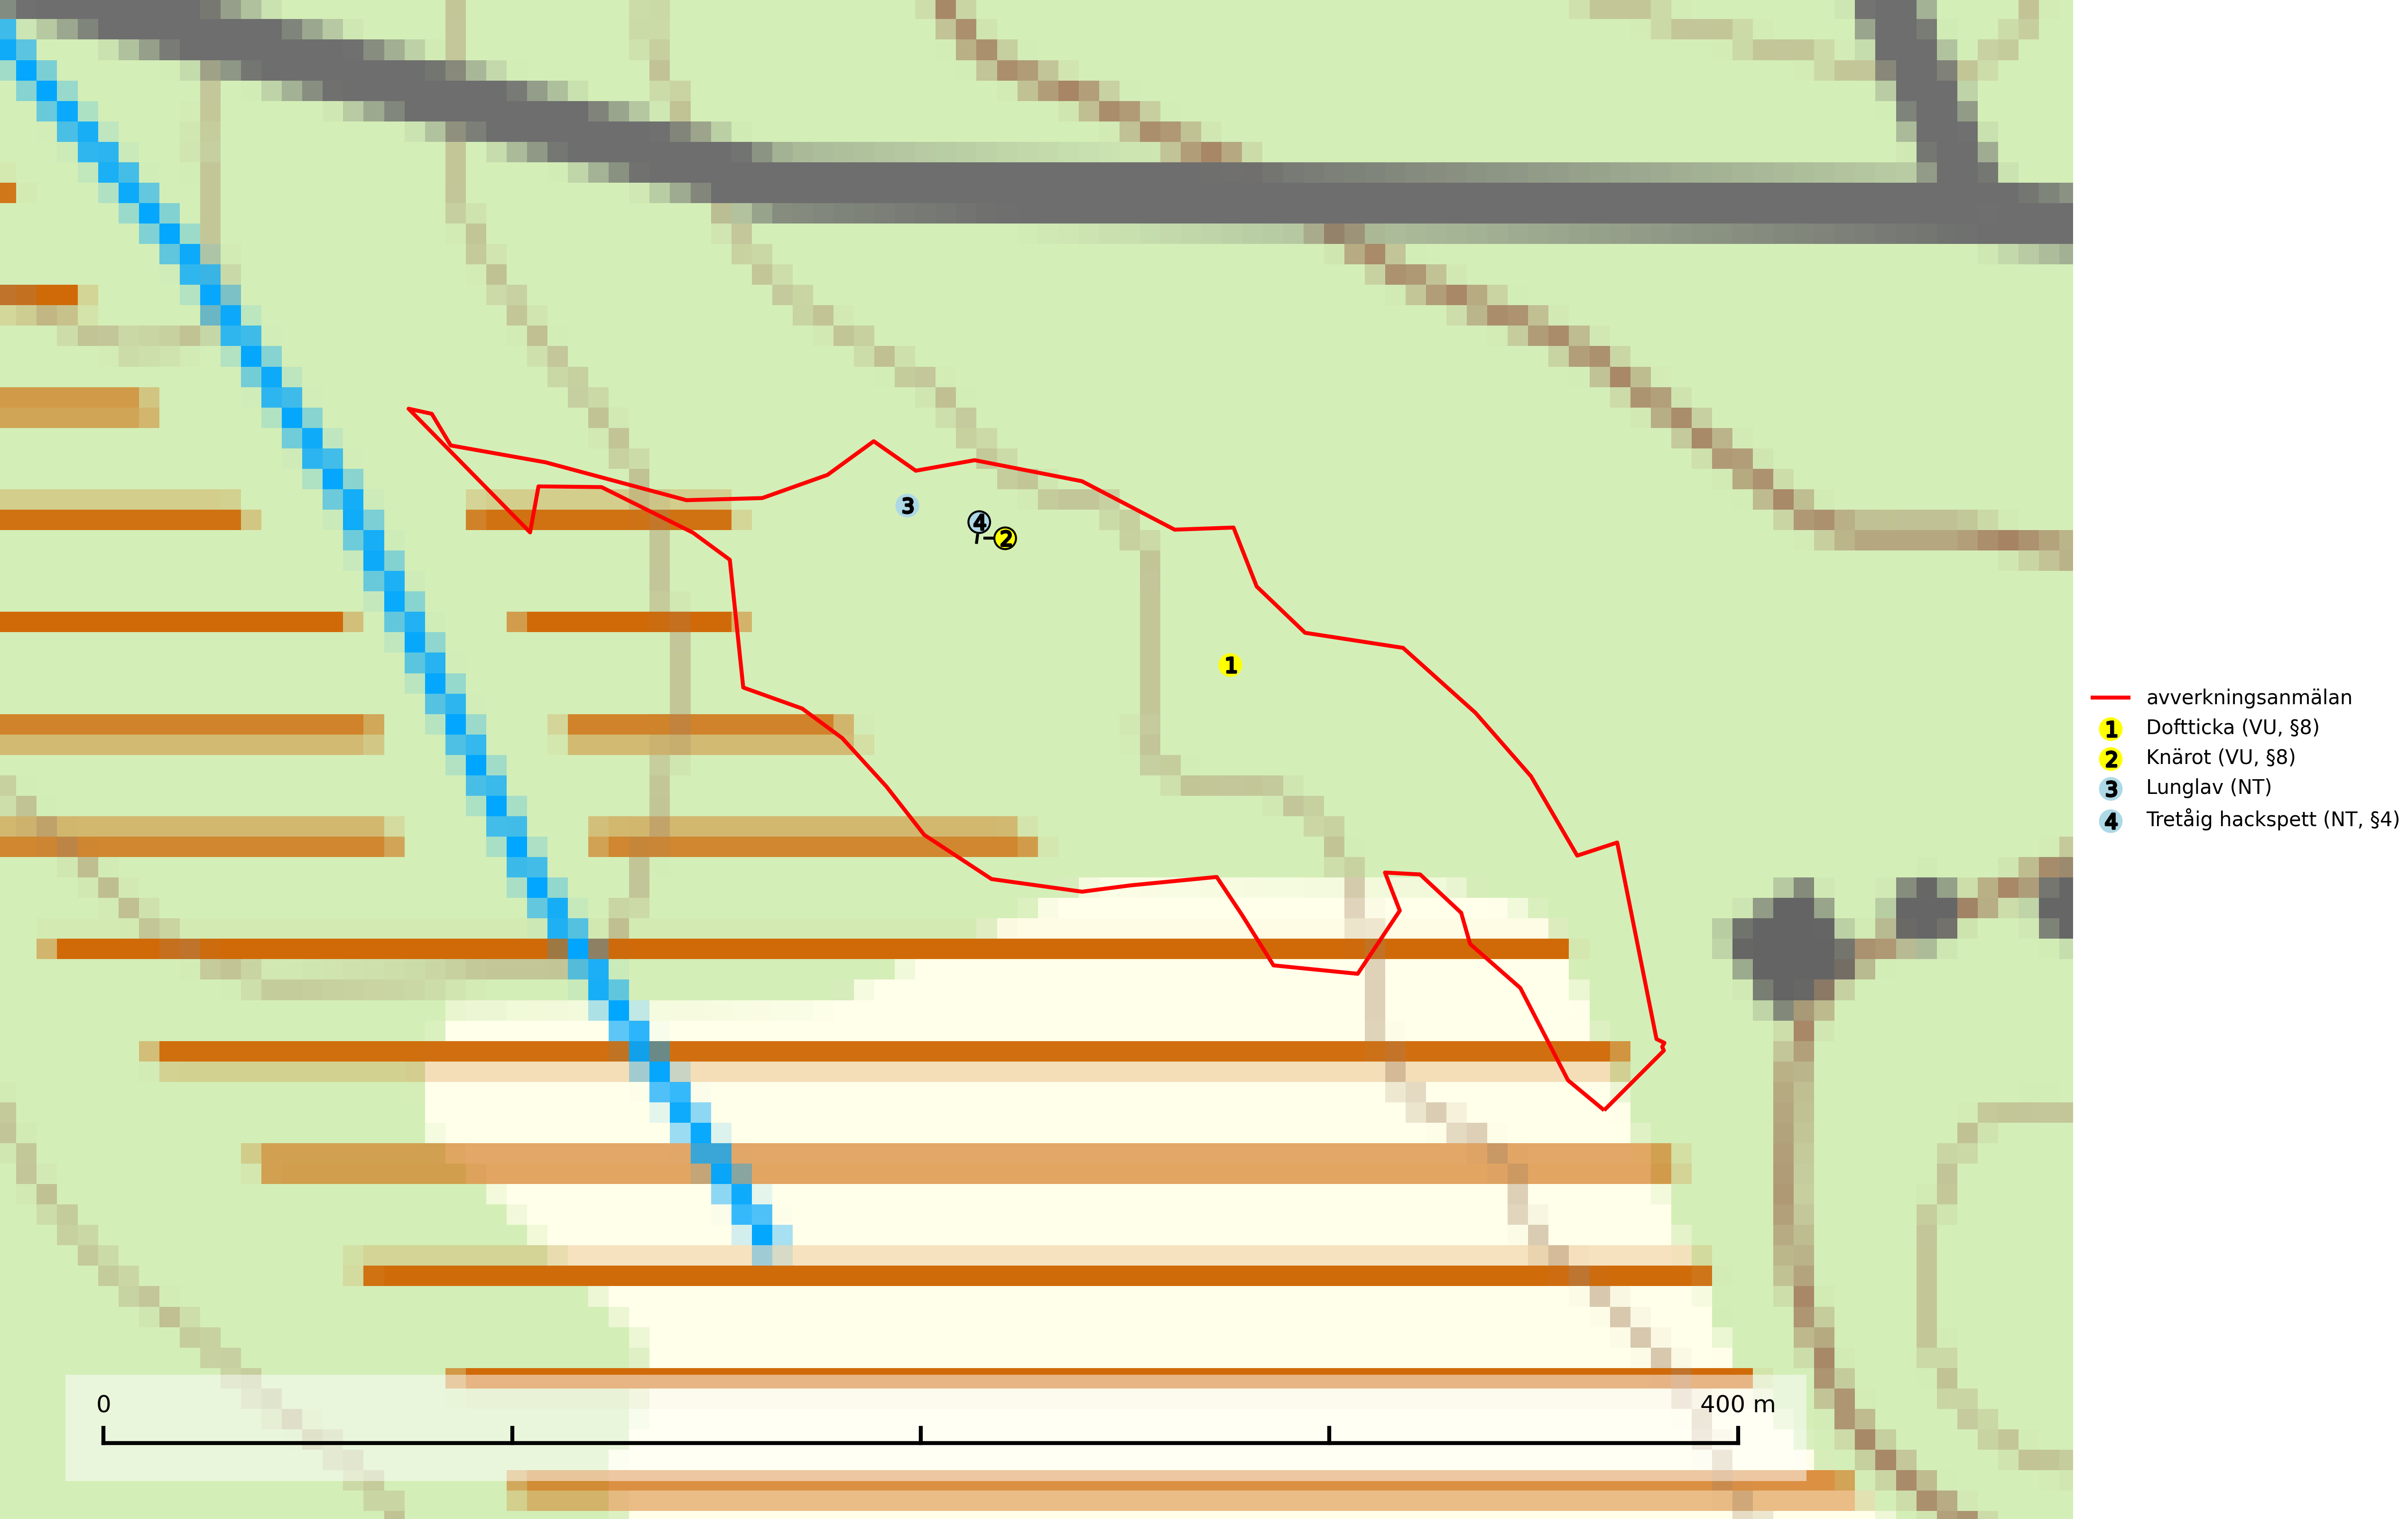 3
4
2
1
avverkningsanmälan
1 Doftticka (VU, §8)
2 Knärot (VU, §8)
3 Lunglav (NT)
4 Tretåig hackspett (NT, §4)
0 400 m